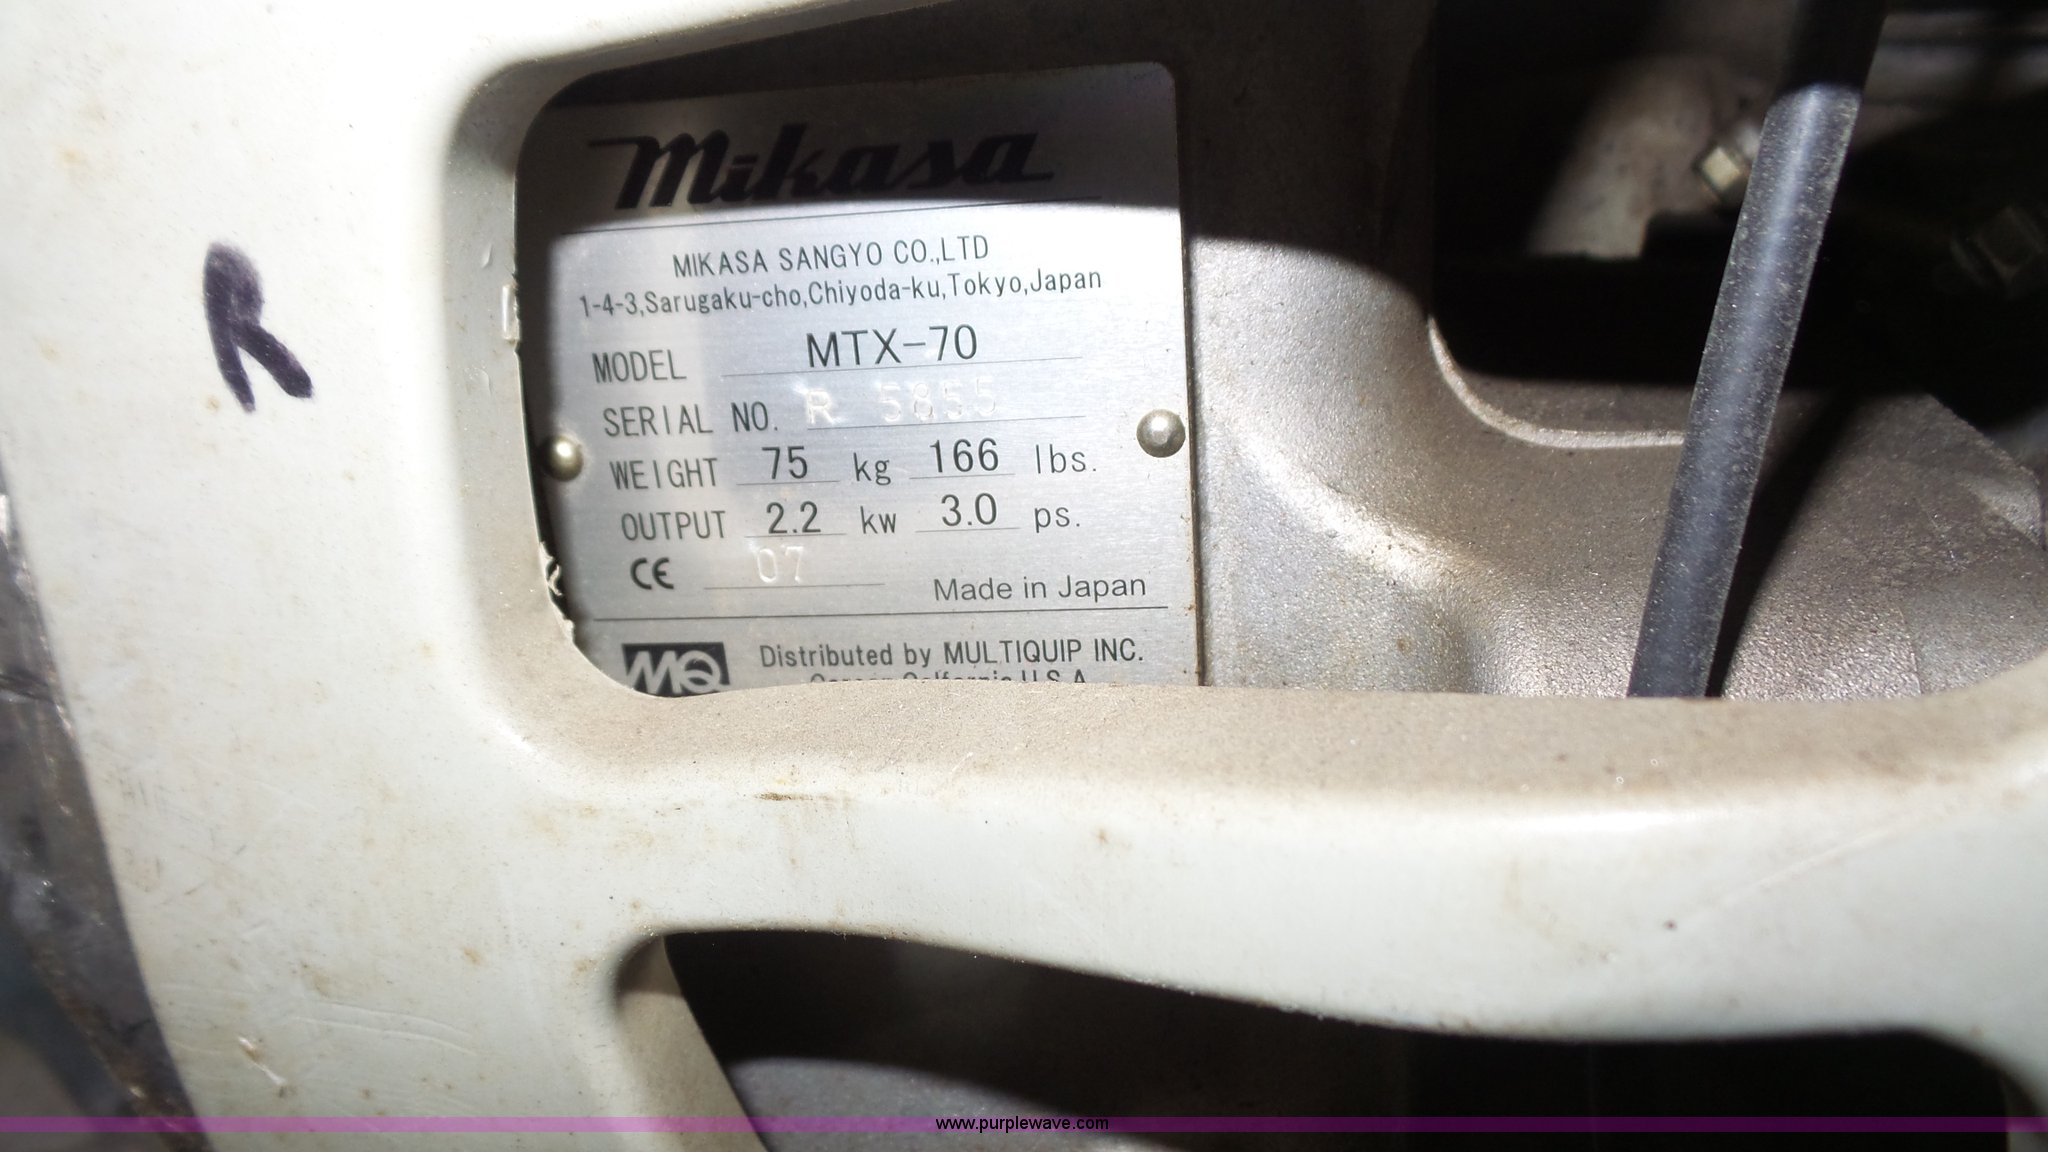 R
Mikasa
MIKASA SANGYO CO.,LTD
1-4-3,Sarugaku-cho,Chiyoda-ku,Tokyo,Japan
MODEL MTX-70
SERIAL NO. R 5855
WEIGHT 75 kg 166 lbs.
OUTPUT 2.2 kw 3.0 ps.
CE 07 Made in Japan
MQ Distributed by MULTIQUIP INC.
Carson California U.S.A
www.purplewave.com